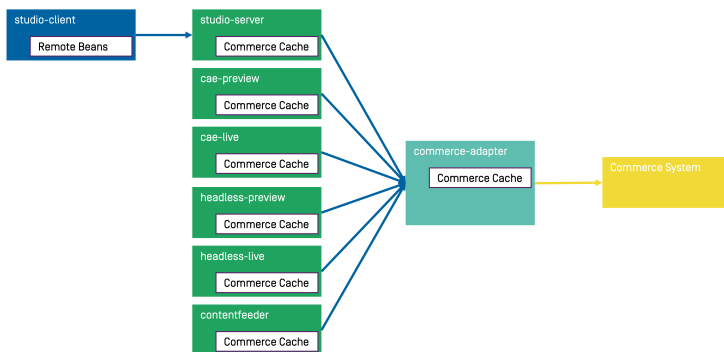 studio-client
Remote Beans
studio-server
Commerce Cache
cae-preview
Commerce Cache
cae-live
Commerce Cache
headless-preview
Commerce Cache
headless-live
Commerce Cache
contentfeeder
Commerce Cache
commerce-adapter
Commerce Cache
Commerce System